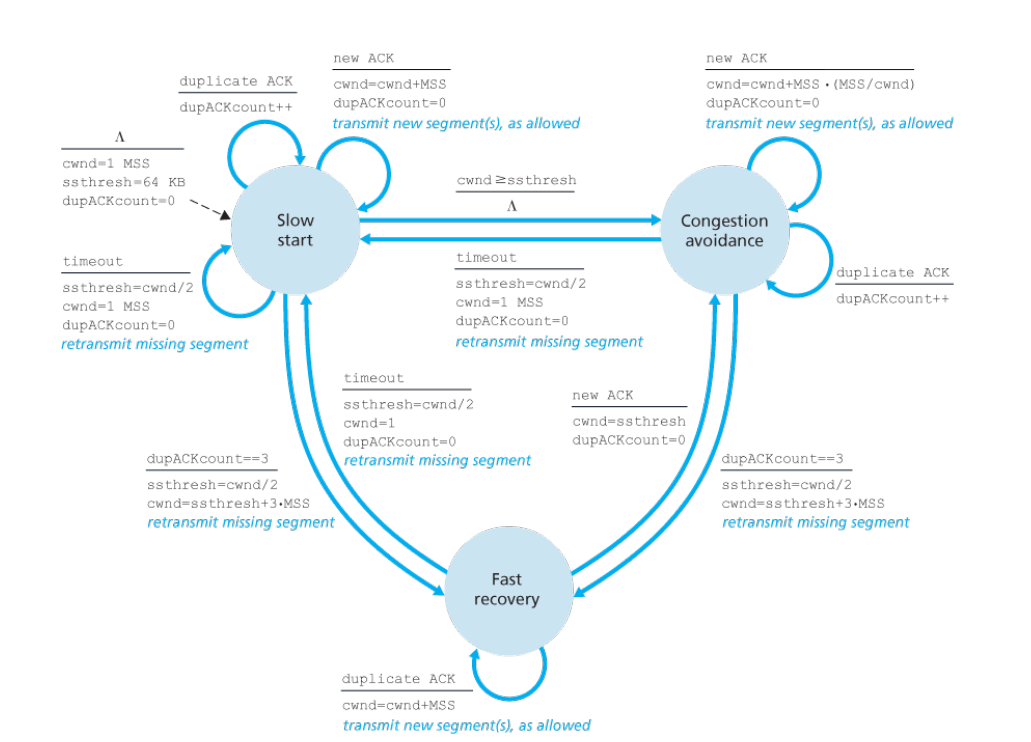 new ACK
cwnd=cwnd+MSS
dupACKcount=0
transmit new segment(s), as allowed
new ACK
cwnd=cwnd+MSS·(MSS/cwnd)
dupACKcount=0
transmit new segment(s), as allowed
duplicate ACK
dupACKcount++
Λ
cwnd=1 MSS
ssthresh=64 KB
dupACKcount=0
Slow
start
cwnd≥ssthresh
Λ
Congestion
avoidance
timeout
ssthresh=cwnd/2
cwnd=1 MSS
dupACKcount=0
retransmit missing segment
timeout
ssthresh=cwnd/2
cwnd=1 MSS
dupACKcount=0
retransmit missing segment
duplicate ACK
dupACKcount++
timeout
ssthresh=cwnd/2
cwnd=1
dupACKcount=0
retransmit missing segment
new ACK
cwnd=ssthresh
dupACKcount=0
dupACKcount==3
ssthresh=cwnd/2
cwnd=ssthresh+3·MSS
retransmit missing segment
dupACKcount==3
ssthresh=cwnd/2
cwnd=ssthresh+3·MSS
retransmit missing segment
Fast
recovery
duplicate ACK
cwnd=cwnd+MSS
transmit new segment(s), as allowed